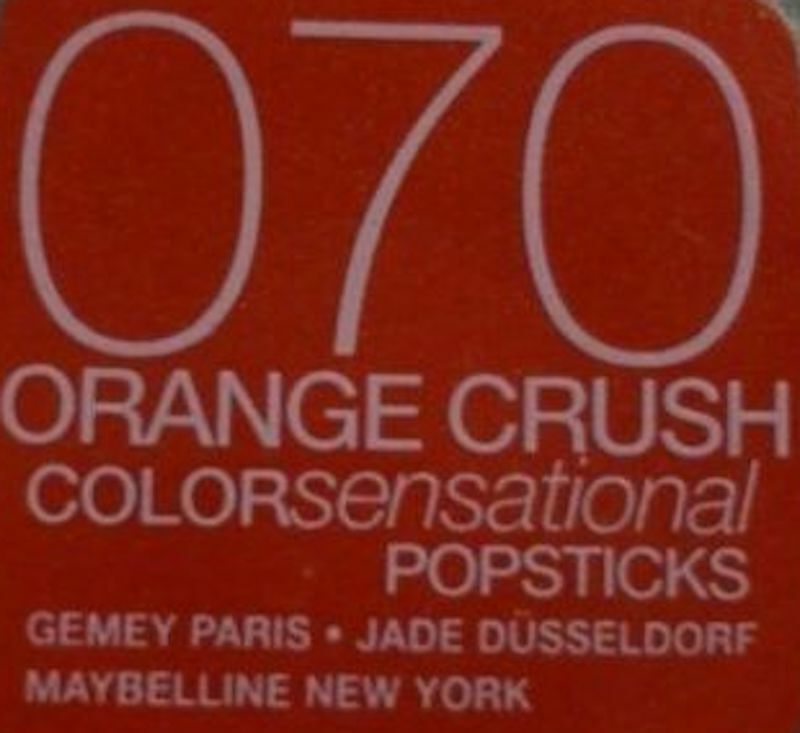 070
ORANGE CRUSH
COLORsensational
POPSTICKS
GEMEY PARIS • JADE DÜSSELDORF
MAYBELLINE NEW YORK